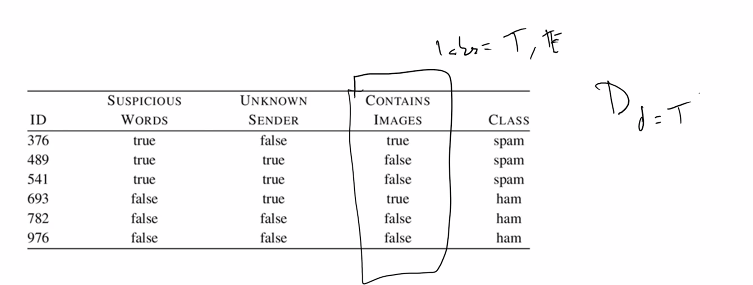 = T, F
D d = T
SUSPICIOUS UNKNOWN CONTAINS
ID WORDS SENDER IMAGES CLASS
376 true false true spam
489 true true false spam
541 true true false spam
693 false true true ham
782 false false false ham
976 false false false ham